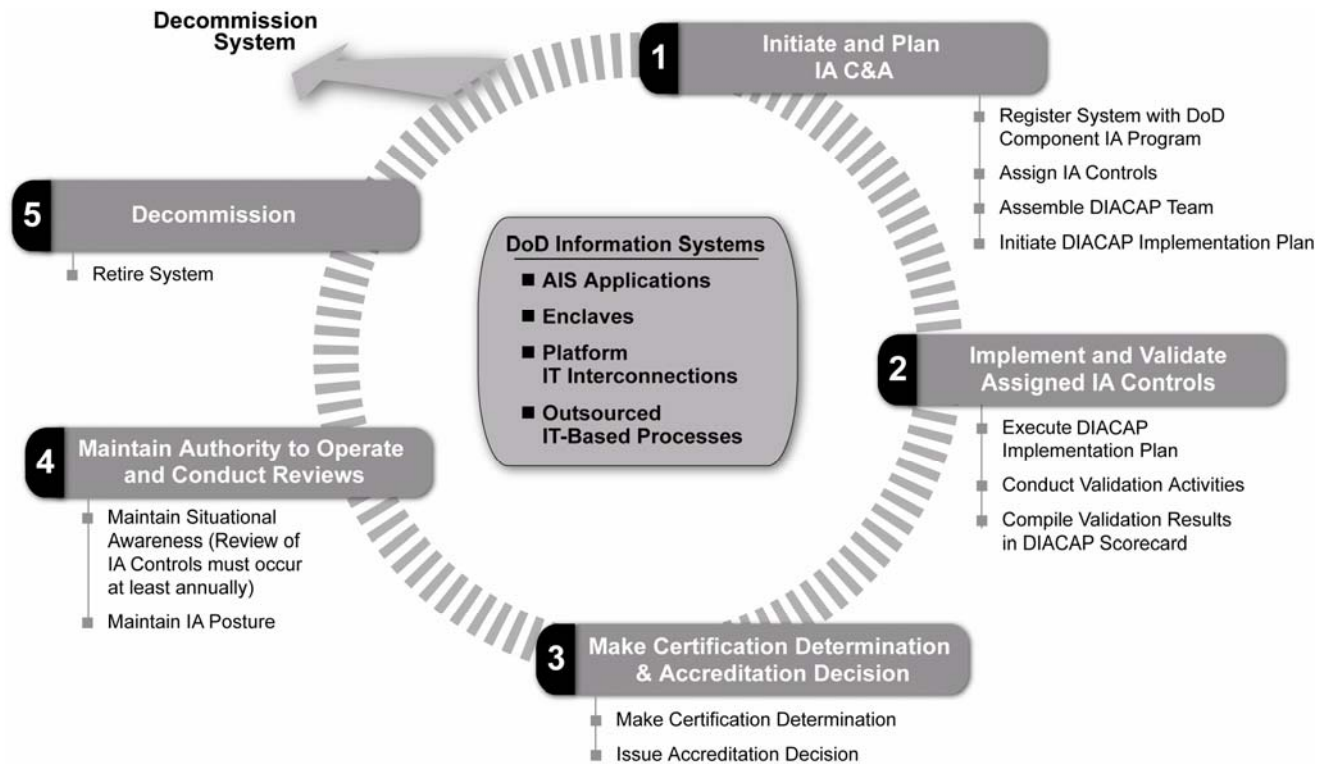 Decommission
System
1
Initiate and Plan
IA C&A
Register System with DoD
Component IA Program
Assign IA Controls
Assemble DIACAP Team
Initiate DIACAP Implementation Plan
2
Implement and Validate
Assigned IA Controls
Execute DIACAP
Implementation Plan
Conduct Validation Activities
Compile Validation Results
in DIACAP Scorecard
3
Make Certification Determination
& Accreditation Decision
Make Certification Determination
Issue Accreditation Decision
4
Maintain Authority to Operate
and Conduct Reviews
Maintain Situational
Awareness (Review of
IA Controls must occur
at least annually)
Maintain IA Posture
5
Decommission
Retire System
DoD Information Systems
AIS Applications
Enclaves
Platform
IT Interconnections
Outsourced
IT-Based Processes